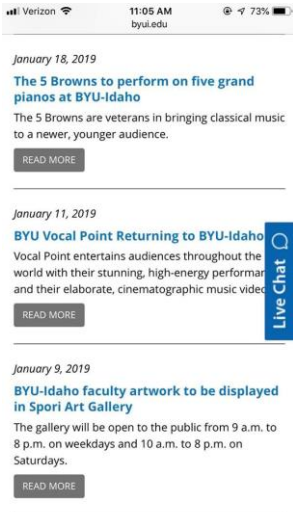 Verizon 11:05 AM 73%
byui.edu
January 18, 2019
The 5 Browns to perform on five grand
pianos at BYU-Idaho
The 5 Browns are veterans in bringing classical music
to a newer, younger audience.
READ MORE
January 11, 2019
BYU Vocal Point Returning to BYU-Idaho
Vocal Point entertains audiences throughout the
world with their stunning, high-energy performan
and their elaborate, cinematographic music video
READ MORE
Live Chat
January 9, 2019
BYU-Idaho faculty artwork to be displayed
in Spori Art Gallery
The gallery will be open to the public from 9 a.m. to
8 p.m. on weekdays and 10 a.m. to 8 p.m. on
Saturdays.
READ MORE